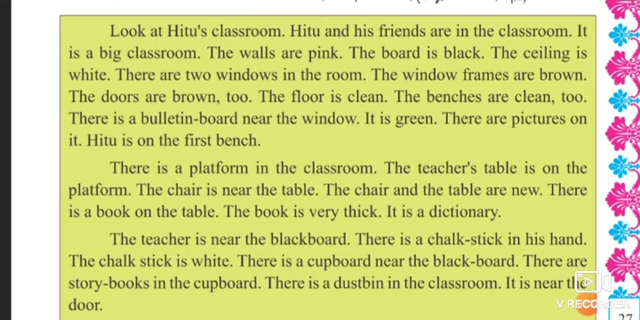 Look at Hitu's classroom. Hitu and his friends are in the classroom. It
is a big classroom. The walls are pink. The board is black. The ceiling is
white. There are two windows in the room. The window frames are brown.
The doors are brown, too. The floor is clean. The benches are clean, too.
There is a bulletin-board near the window. It is green. There are pictures on
it. Hitu is on the first bench.
There is a platform in the classroom. The teacher's table is on the
platform. The chair is near the table. The chair and the table are new. There
is a book on the table. The book is very thick. It is a dictionary.
The teacher is near the blackboard. There is a chalk-stick in his hand.
The chalk stick is white. There is a cupboard near the black-board. There are
story-books in the cupboard. There is a dustbin in the classroom. It is near the
door.
V RECORDER
27